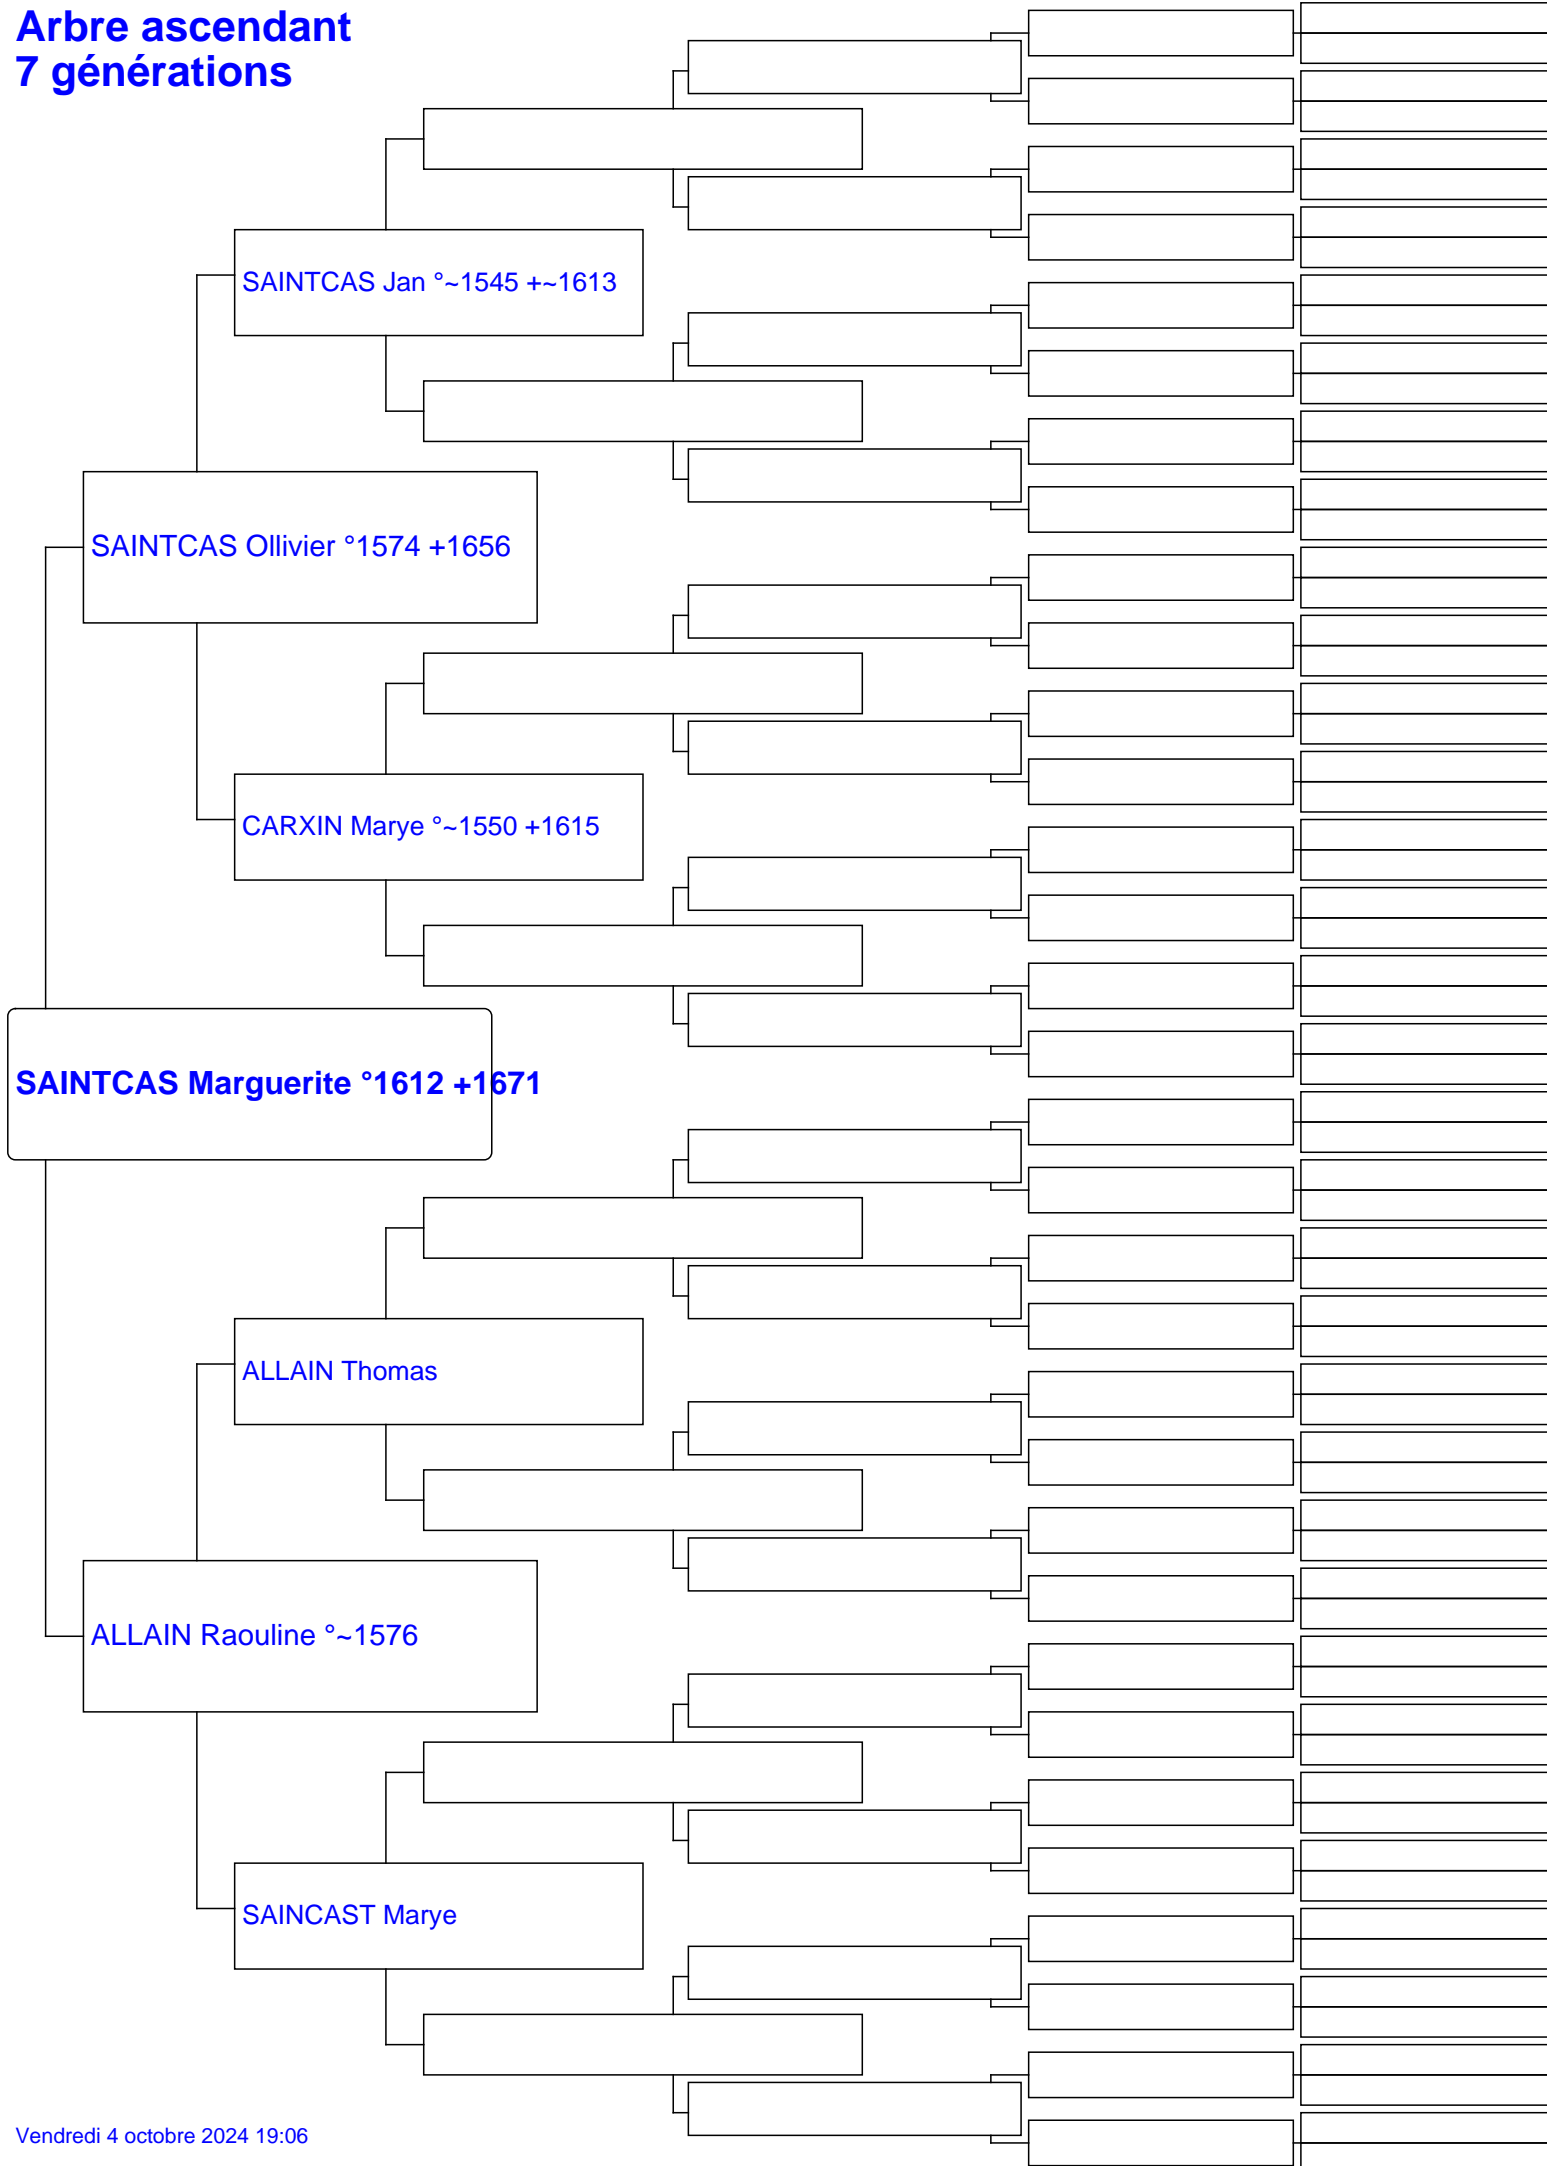 Arbre ascendant
7 générations
SAINTCAS Jan °~1545 +~1613
SAINTCAS Ollivier °1574 +1656
CARXIN Marye °~1550 +1615
SAINTCAS Marguerite °1612 +1671
ALLAIN Thomas
ALLAIN Raouline °~1576
SAINCAST Marye
Vendredi 4 octobre 2024 19:06